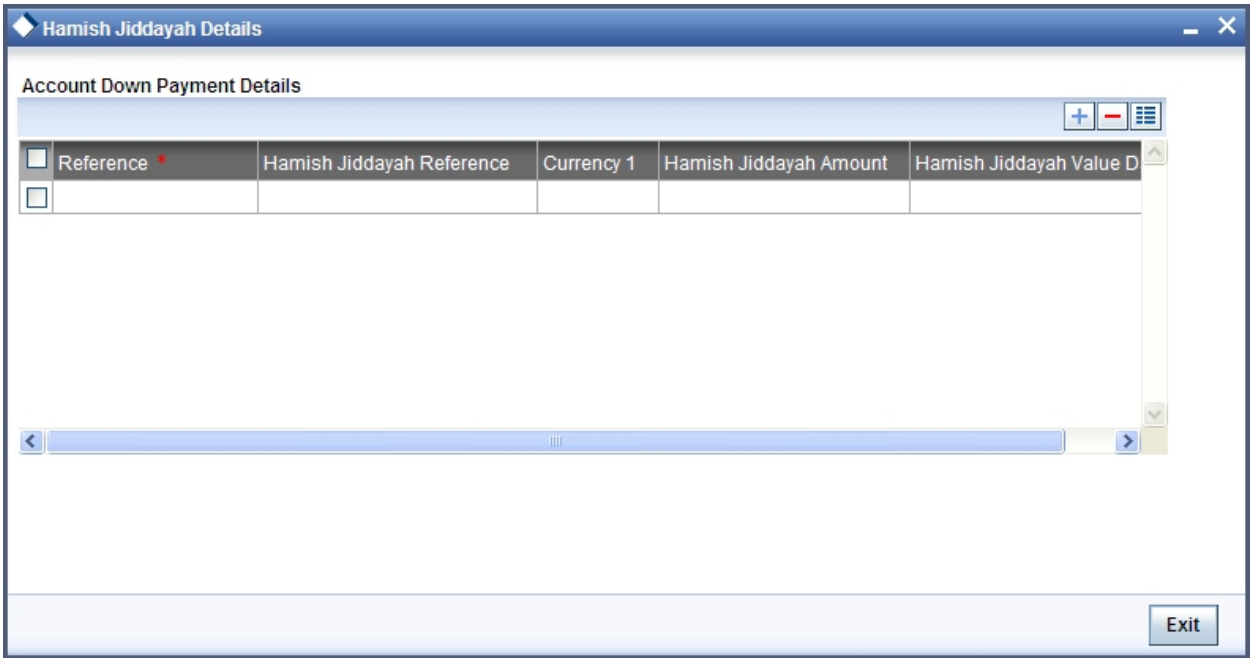 Hamish Jiddayah Details
Account Down Payment Details
Reference * Hamish Jiddayah Reference Currency 1 Hamish Jiddayah Amount Hamish Jiddayah Value D
Exit